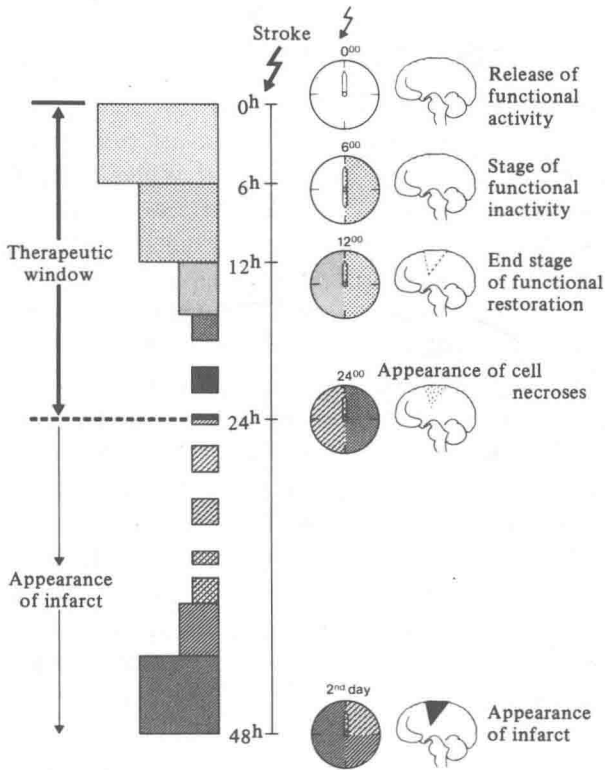 Stroke
0⁰⁰
Release of
functional
activity
0ʰ
6⁰⁰
Stage of
functional
inactivity
6ʰ
Therapeutic
window
12⁰⁰
End stage
of functional
restoration
12ʰ
24⁰⁰
Appearance of cell
necroses
24ʰ
Appearance
of infarct
2ⁿᵈ day
Appearance
of infarct
48ʰ